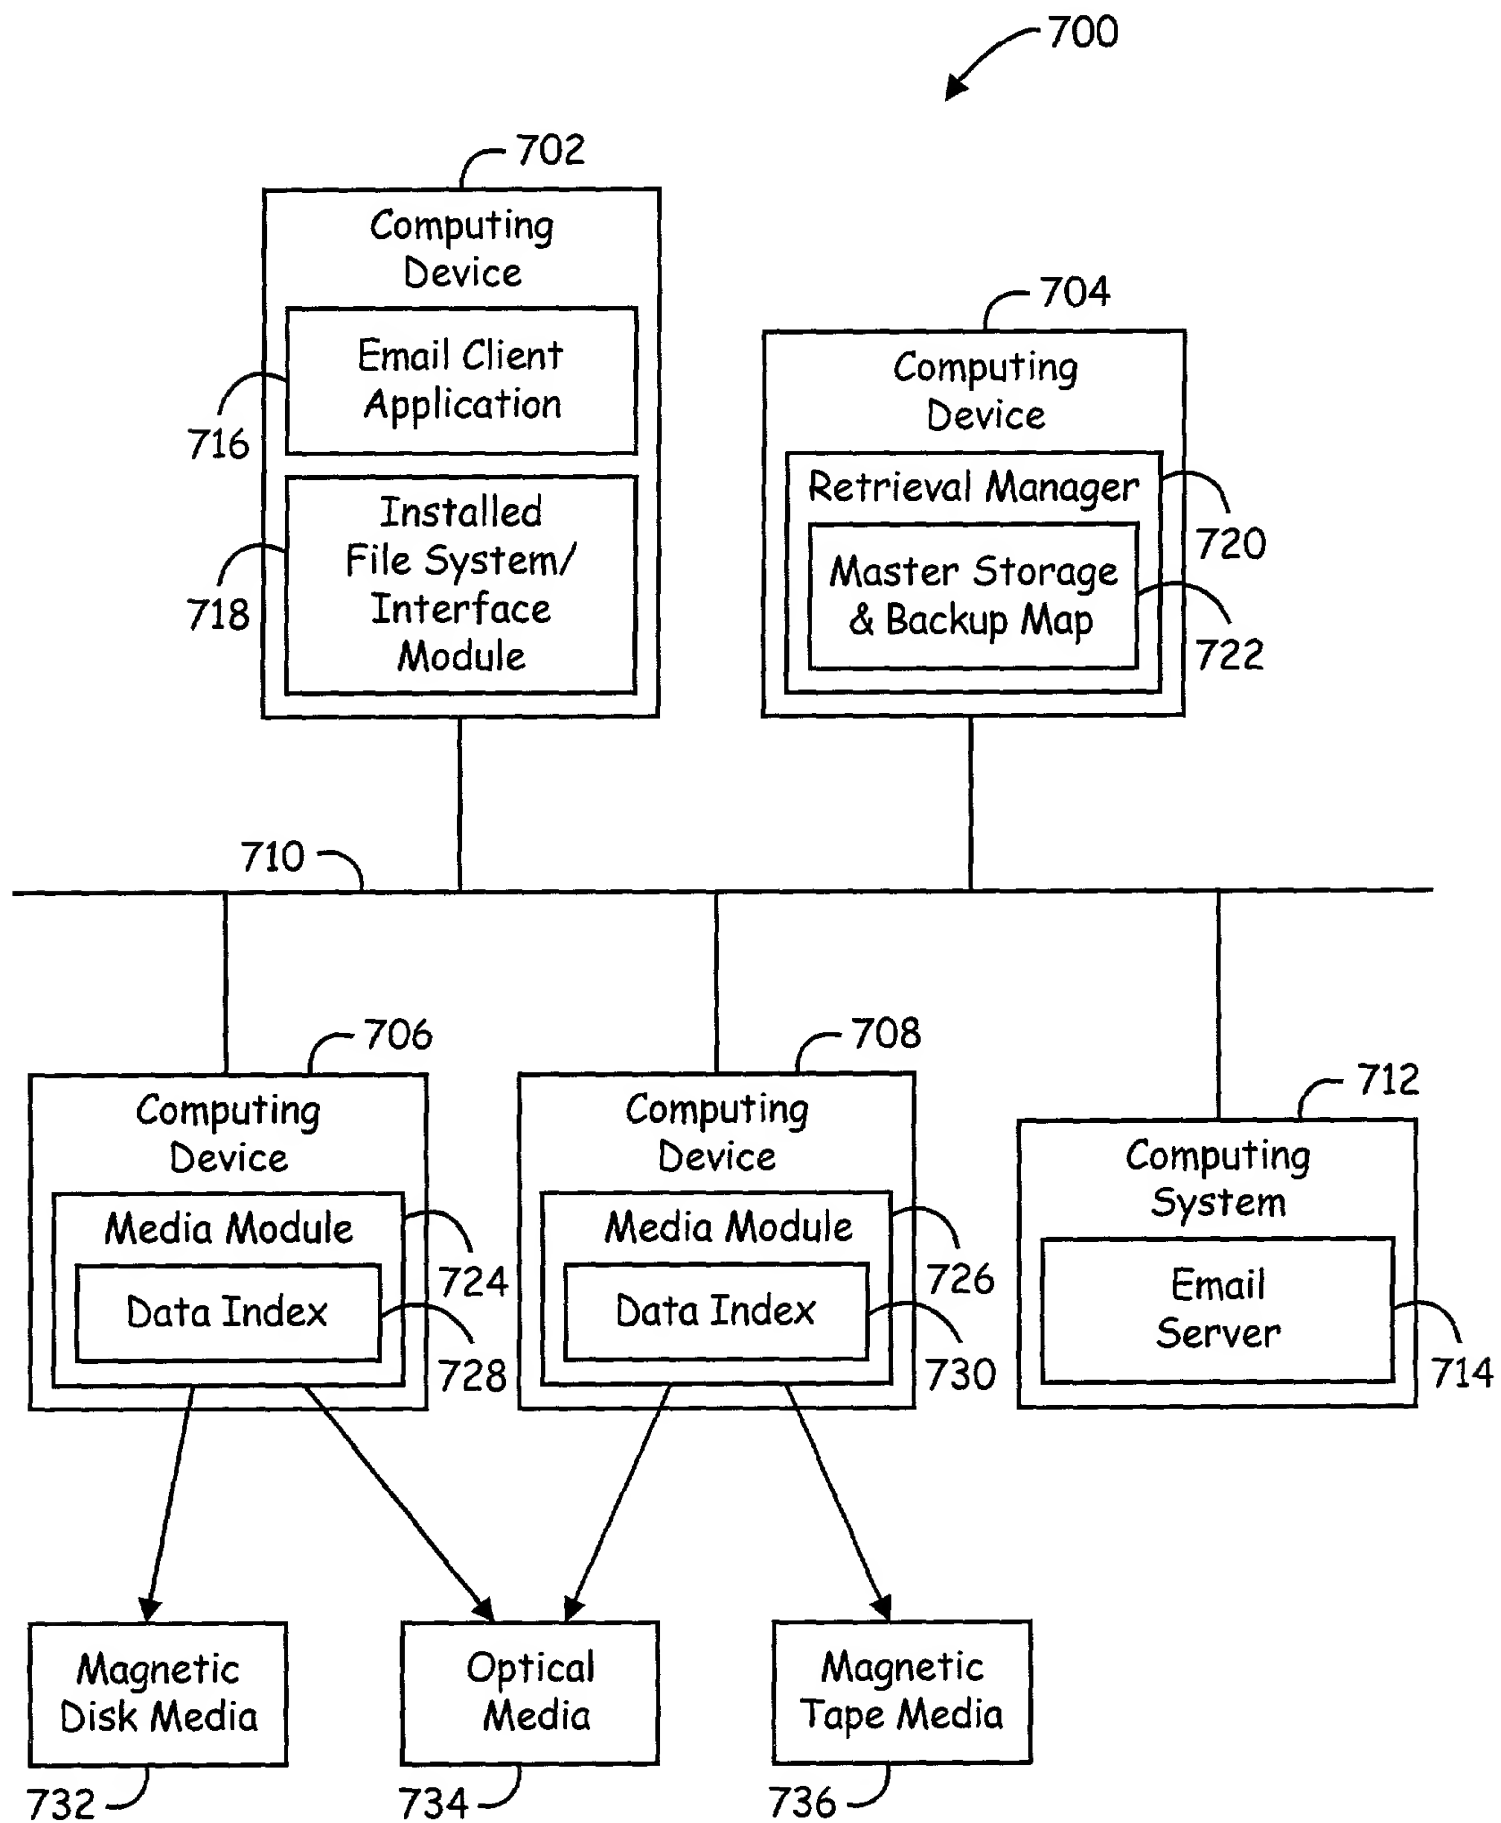 700
702
Computing
Device
Email Client
Application
716
Installed
File System/
Interface
Module
718
704
Computing
Device
Retrieval Manager
720
Master Storage
& Backup Map
722
710
706
Computing
Device
Media Module
724
Data Index
728
708
Computing
Device
Media Module
726
Data Index
730
712
Computing
System
Email
Server
714
Magnetic
Disk Media
732
Optical
Media
734
Magnetic
Tape Media
736